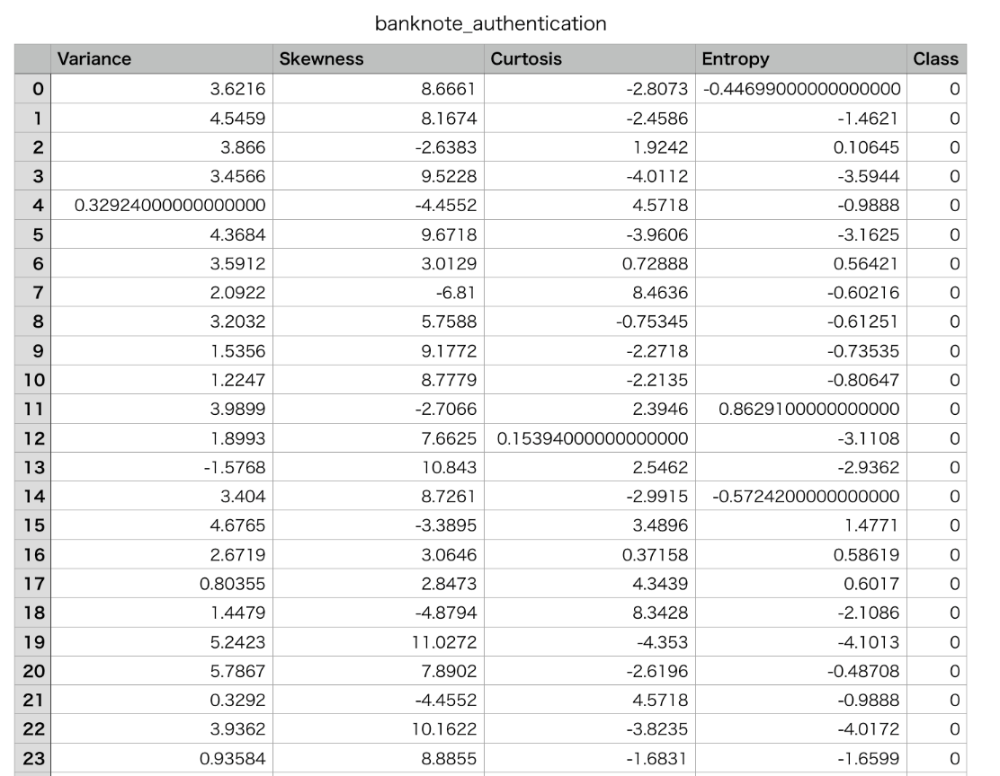 banknote_authentication
Variance Skewness Curtosis Entropy Class
0 3.6216 8.6661 -2.8073 -0.44699000000000000 0
1 4.5459 8.1674 -2.4586 -1.4621 0
2 3.866 -2.6383 1.9242 0.10645 0
3 3.4566 9.5228 -4.0112 -3.5944 0
4 0.329240000000000000 -4.4552 4.5718 -0.9888 0
5 4.3684 9.6718 -3.9606 -3.1625 0
6 3.5912 3.0129 0.72888 0.56421 0
7 2.0922 -6.81 8.4636 -0.60216 0
8 3.2032 5.7588 -0.75345 -0.61251 0
9 1.5356 9.1772 -2.2718 -0.73535 0
10 1.2247 8.7779 -2.2135 -0.80647 0
11 3.9899 -2.7066 2.3946 0.8629100000000000 0
12 1.8993 7.6625 0.15394000000000000 -3.1108 0
13 -1.5768 10.843 2.5462 -2.9362 0
14 3.404 8.7261 -2.9915 -0.5724200000000000 0
15 4.6765 -3.3895 3.4896 1.4771 0
16 2.6719 3.0646 0.37158 0.58619 0
17 0.80355 2.8473 4.3439 0.6017 0
18 1.4479 -4.8794 8.3428 -2.1086 0
19 5.2423 11.0272 -4.353 -4.1013 0
20 5.7867 7.8902 -2.6196 -0.48708 0
21 0.3292 -4.4552 4.5718 -0.9888 0
22 3.9362 10.1622 -3.8235 -4.0172 0
23 0.93584 8.8855 -1.6831 -1.6599 0